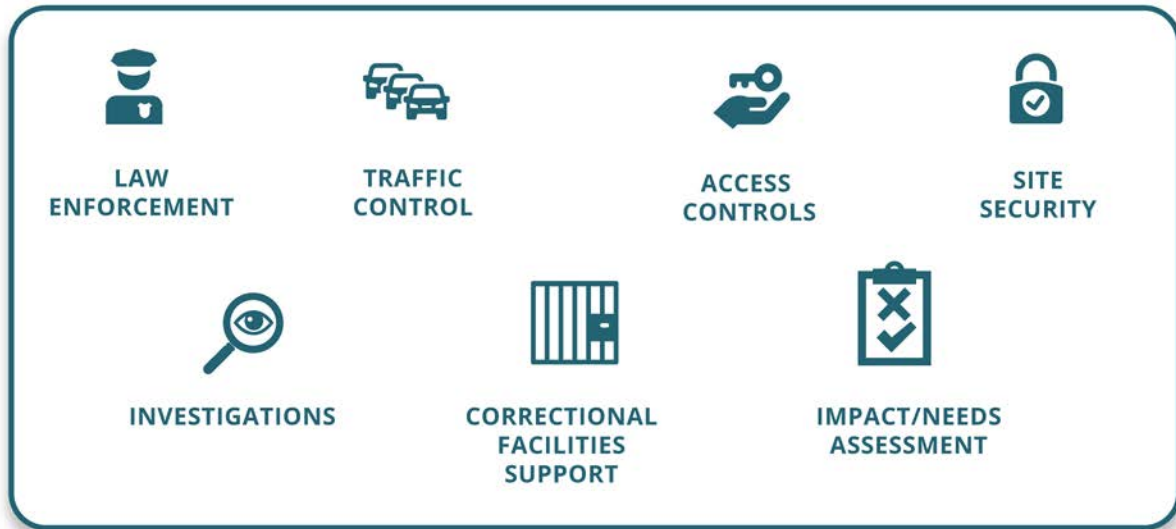 LAW
ENFORCEMENT
TRAFFIC
CONTROL
ACCESS
CONTROLS
SITE
SECURITY
INVESTIGATIONS
CORRECTIONAL
FACILITIES
SUPPORT
IMPACT/NEEDS
ASSESSMENT